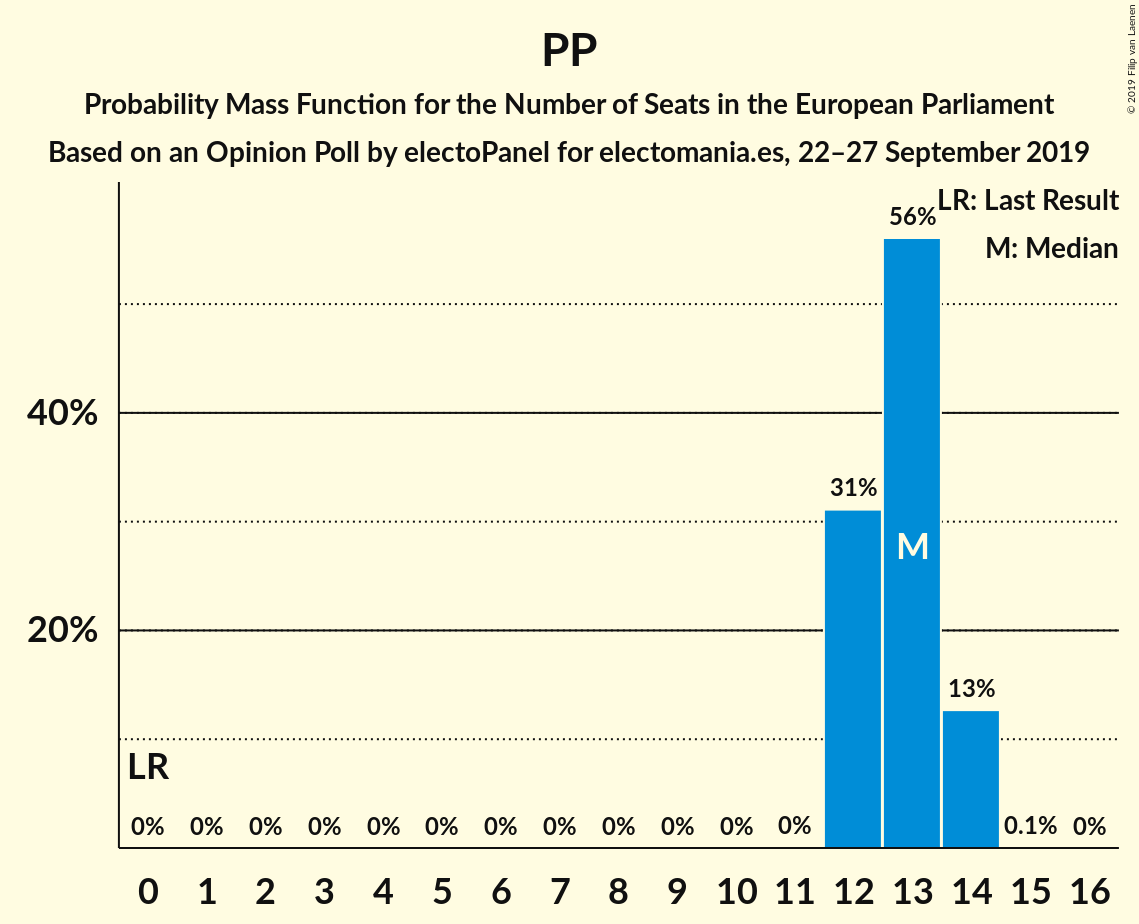 PP
Probability Mass Function for the Number of Seats in the European Parliament
Based on an Opinion Poll by electoPanel for electomania.es, 22–27 September 2019
© 2019 Filip van Laenen
LR: Last Result
M: Median
56%
40%
31%
M
20%
13%
LR
0% 0% 0% 0% 0% 0% 0% 0% 0% 0% 0% 0% 0.1% 0%
0 1 2 3 4 5 6 7 8 9 10 11 12 13 14 15 16